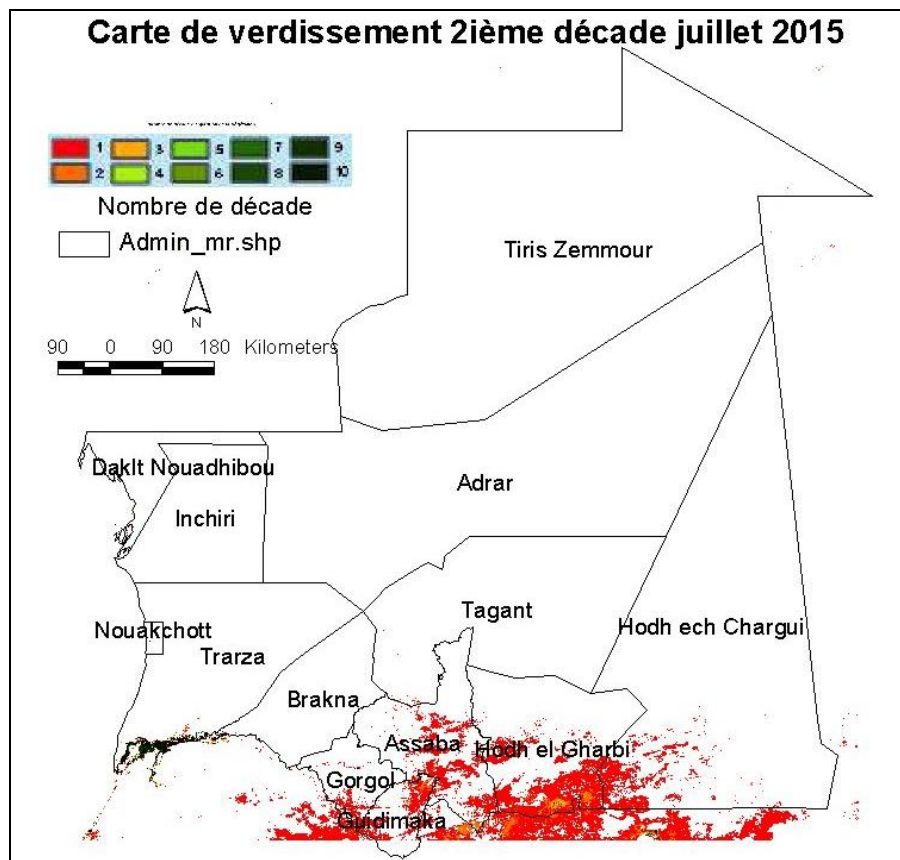 Carte de verdissement 2ième décade juillet 2015
1 3 5 7 9
2 4 6 8 10
Nombre de décade
Admin_mr.shp
N
90 0 90 180 Kilometers
Tiris Zemmour
Daklt Nouadhibou
Adrar
Inchiri
Tagant
Nouakchott
Hodh ech Chargui
Trarza
Brakna
Assaba
Hodh el Gharbi
Gorgol
Guidimaka